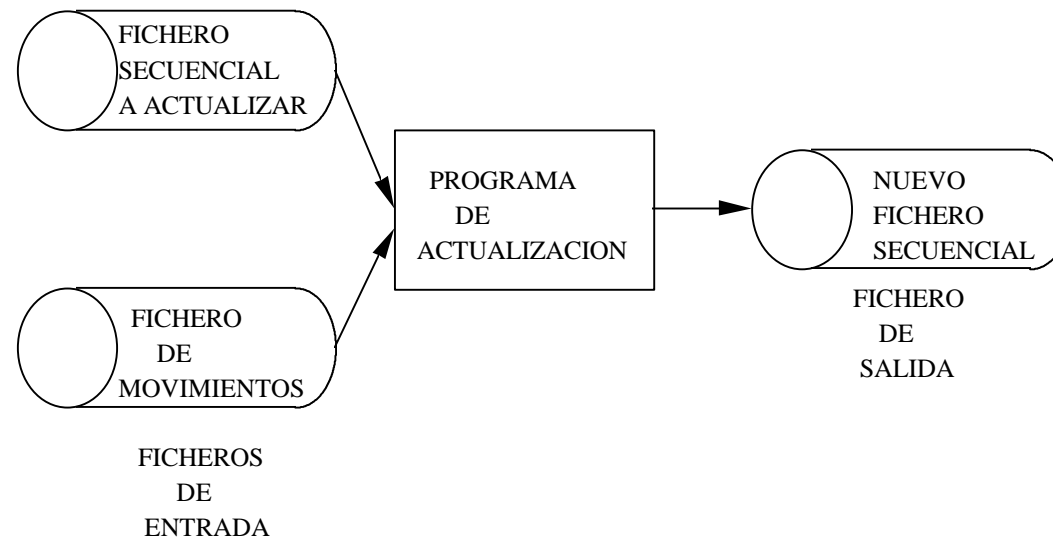 FICHERO
SECUENCIAL
A ACTUALIZAR
FICHERO
DE
MOVIMIENTOS
FICHEROS
DE
ENTRADA
PROGRAMA
DE
ACTUALIZACION
NUEVO
FICHERO
SECUENCIAL
FICHERO
DE
SALIDA